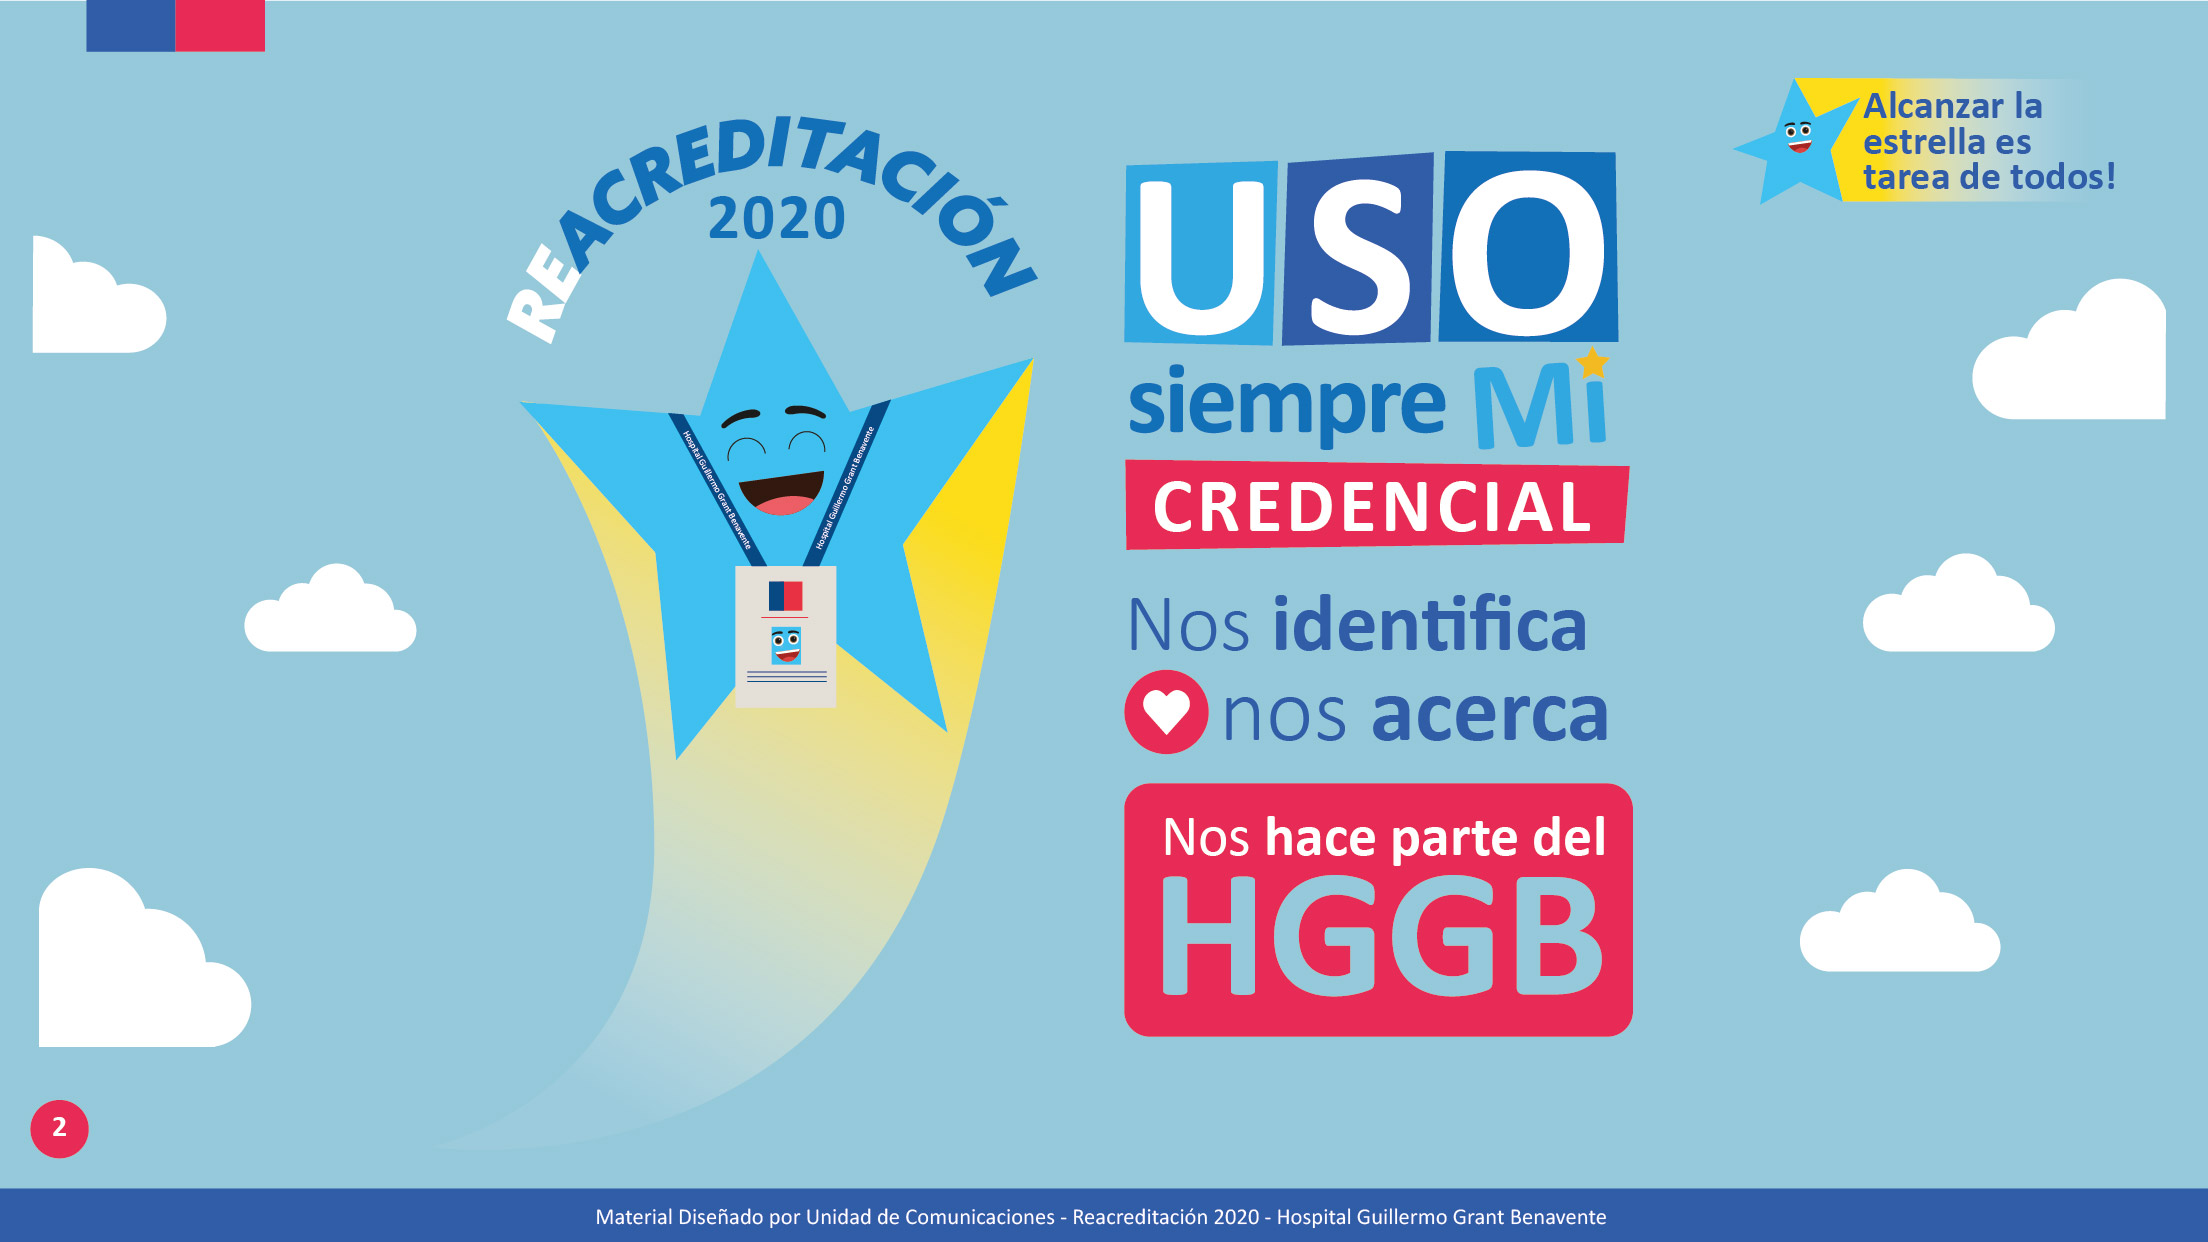 REACREDITACIÓN
2020
Hospital Guillermo Grant Benavente
Hospital Guillermo Grant Benavente
Alcanzar la
estrella es
tarea de todos!
USO
siempre Mi
CREDENCIAL
Nos identifica
nos acerca
Nos hace parte del
HGGB
2
Material Diseñado por Unidad de Comunicaciones - Reacreditación 2020 - Hospital Guillermo Grant Benavente